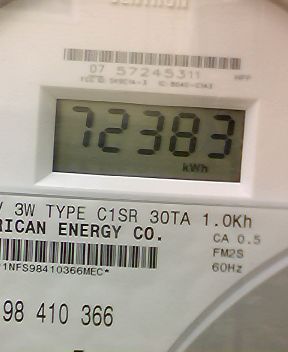 07 57245311
72383
kWh
V 3W TYPE C1SR 30TA 1.0Kh
RICAN ENERGY CO.
CA 0.5
FM2S
60Hz
1NFS98410366MEC*
98 410 366